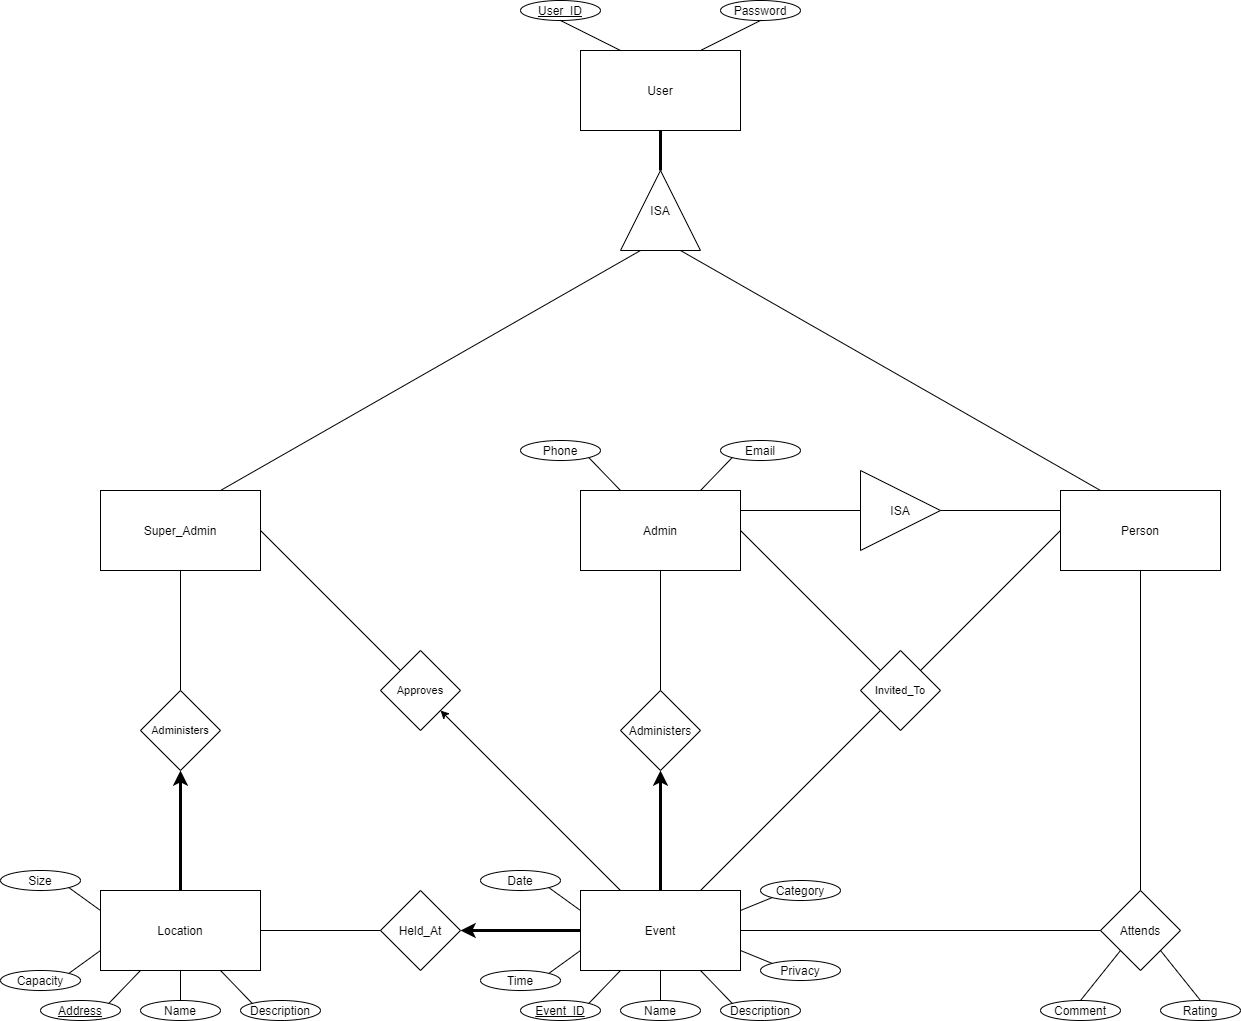 User_ID
Password
User
ISA
Phone
Email
Super_Admin
Admin
ISA
Person
Approves
Invited_To
Administers
Administers
Size
Date
Category
Location
Held_At
Event
Attends
Capacity
Time
Privacy
Address
Name
Description
Event_ID
Name
Description
Comment
Rating